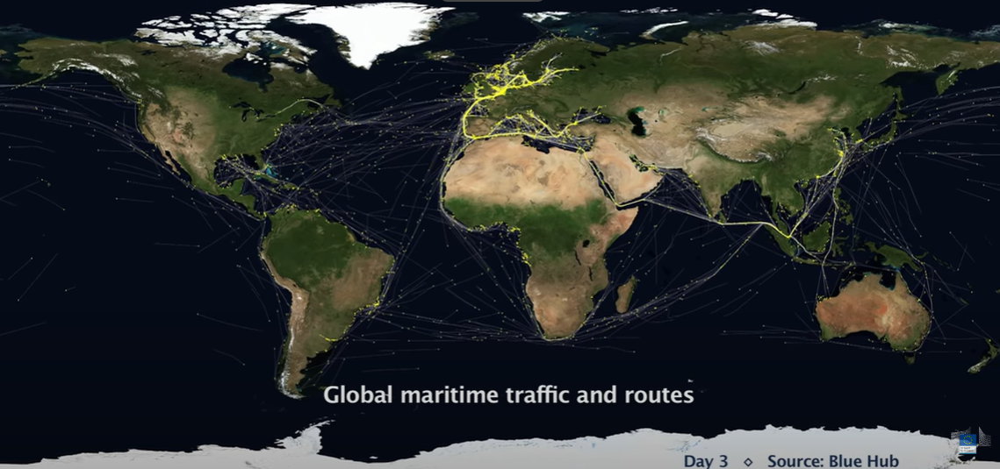 Global maritime traffic and routes
Day 3 ⋄ Source: Blue Hub